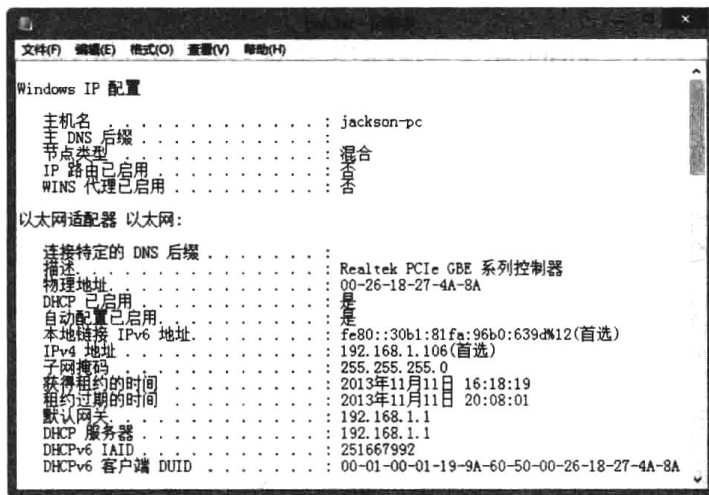 文件(F) 编辑(E) 格式(O) 查看(V) 帮助(H)
Windows IP 配置
主机名 . . . . . . . . . . . . . : jackson-pc
主 DNS 后缀 . . . . . . . . . . . :
节点类型 . . . . . . . . . . . . : 混合
IP 路由已启用 . . . . . . . . . . : 否
WINS 代理已启用 . . . . . . . . . : 否
以太网适配器 以太网:
连接特定的 DNS 后缀 . . . . . . . :
描述. . . . . . . . . . . . . . . : Realtek PCIe GBE 系列控制器
物理地址. . . . . . . . . . . . . : 00-26-18-27-4A-8A
DHCP 已启用 . . . . . . . . . . . : 是
自动配置已启用. . . . . . . . . . : 是
本地链接 IPv6 地址. . . . . . . . : fe80::30b1:81fa:96b0:639d%12(首选)
IPv4 地址 . . . . . . . . . . . . : 192.168.1.106(首选)
子网掩码 . . . . . . . . . . . . : 255.255.255.0
获得租约的时间 . . . . . . . . . : 2013年11月11日 16:18:19
租约过期的时间 . . . . . . . . . : 2013年11月11日 20:08:01
默认网关. . . . . . . . . . . . . : 192.168.1.1
DHCP 服务器 . . . . . . . . . . . : 192.168.1.1
DHCPv6 IAID . . . . . . . . . . . : 251667992
DHCPv6 客户端 DUID . . . . . . . : 00-01-00-01-19-9A-60-50-00-26-18-27-4A-8A